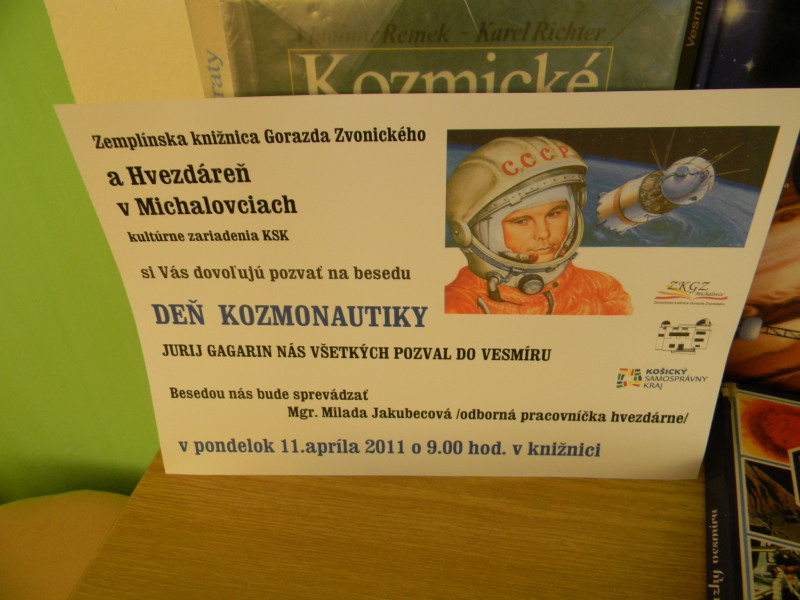 Vladimír Remek - Karel Richter
Kozmické
Zemplínska knižnica Gorazda Zvonického
a Hvezdáreň
v Michalovciach
kultúrne zariadenia KSK
si Vás dovoľujú pozvať na besedu
DEŇ KOZMONAUTIKY
JURIJ GAGARIN NÁS VŠETKÝCH POZVAL DO VESMÍRU
Besedou nás bude sprevádzať
Mgr. Milada Jakubecová /odborná pracovníčka hvezdárne/
v pondelok 11.apríla 2011 o 9.00 hod. v knižnici
CCCP
ZKGZ
KOŠICKÝ
SAMOSPRÁVNY
KRAJ
vesmíru